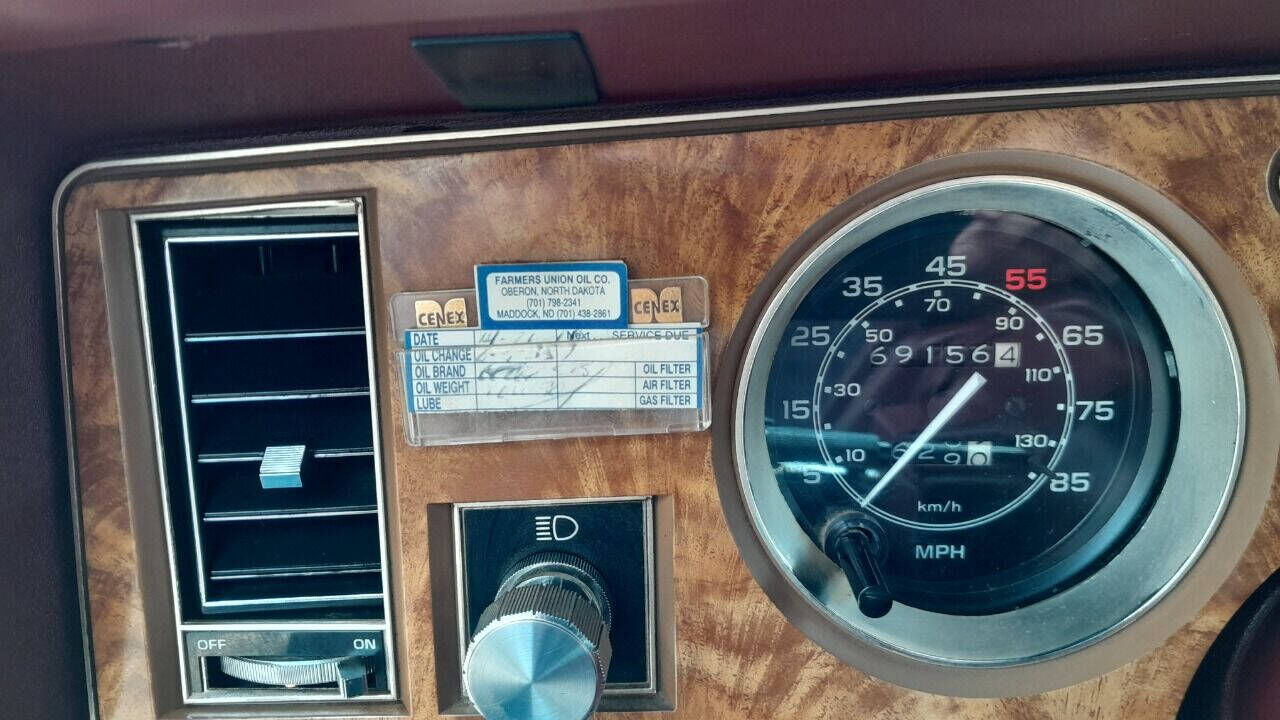 FARMERS UNION OIL CO.
OBERON, NORTH DAKOTA
(701) 798-2341
MADDOCK, ND (701) 438-2861
CENEX
CENEX
DATE
Next
SERVICE DUE
OIL CHANGE
OIL BRAND
OIL FILTER
OIL WEIGHT
AIR FILTER
LUBE
GAS FILTER
OFF
ON
5
15
25
35
45
55
65
75
85
10
30
50
70
90
110
130
691564
km/h
MPH